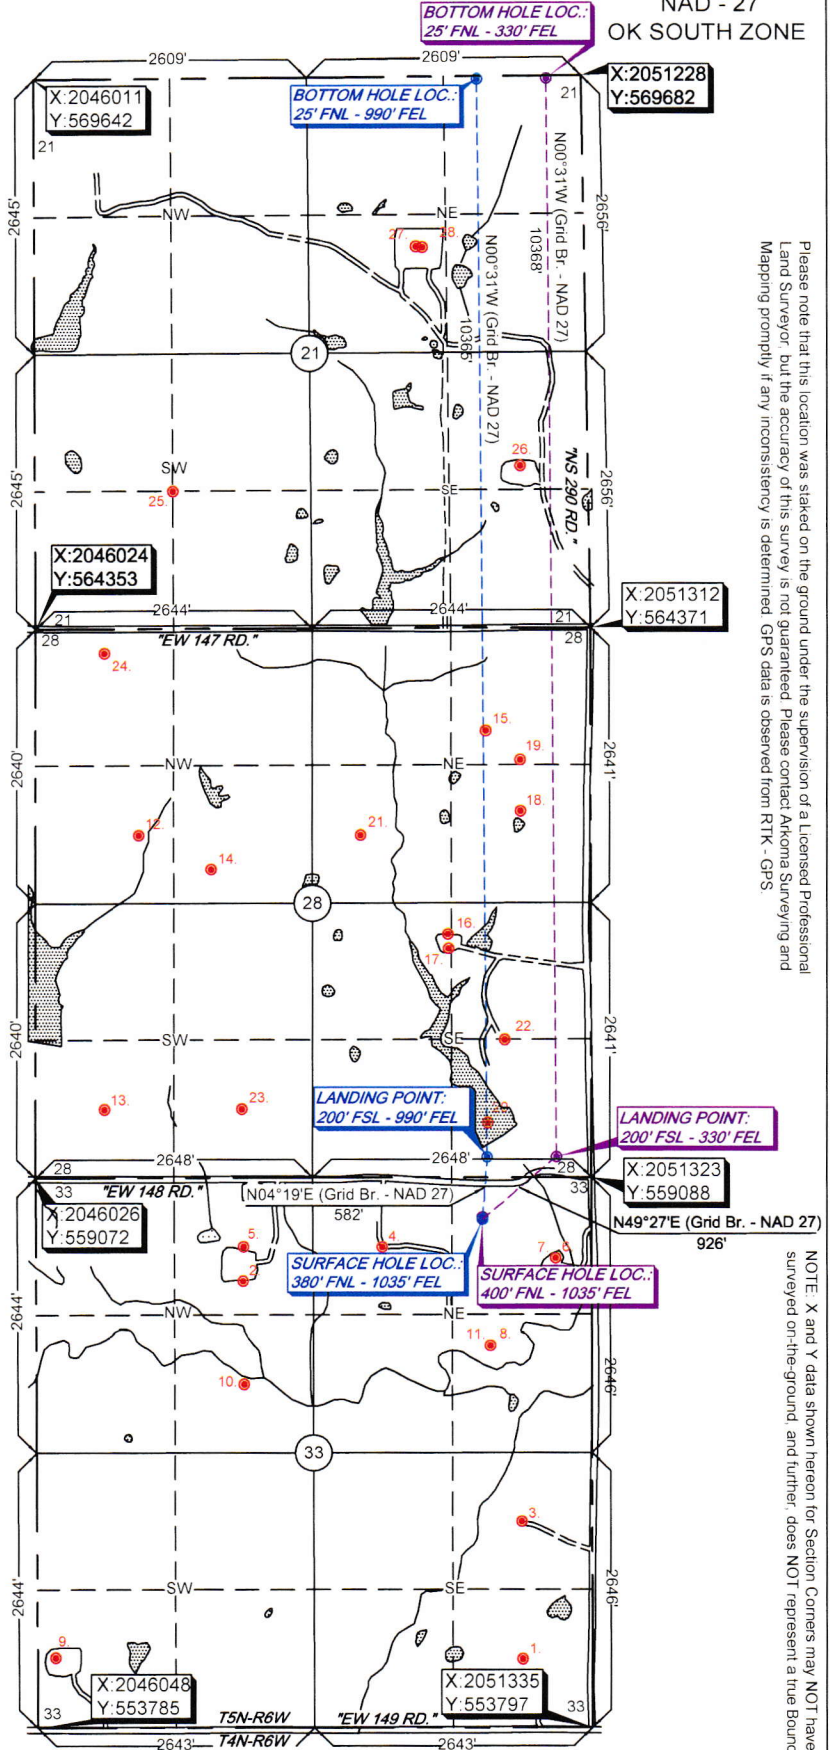 NAD - 27
OK SOUTH ZONE
BOTTOM HOLE LOC.:
25' FNL - 330' FEL
2609'
2609'
X:2046011
Y:569642
BOTTOM HOLE LOC.:
25' FNL - 990' FEL
X:2051228
Y:569682
21
21
2645'
2656'
NW
NE
27.
28.
N00°31'W (Grid Br. - NAD 27)
10368'
N00°31'W (Grid Br. - NAD 27)
10365'
21
2645'
2656'
SW
SE
25.
26.
"NS 290 RD."
X:2046024
Y:564353
X:2051312
Y:564371
2644'
2644'
21
28
28
"EW 147 RD."
24.
15.
19.
18.
2640'
2641'
NW
NE
12.
14.
21.
28
16.
17.
22.
2640'
2641'
SW
SE
13.
23.
20.
LANDING POINT:
200' FSL - 990' FEL
LANDING POINT:
200' FSL - 330' FEL
28
2648'
2648'
28
33
33
"EW 148 RD."
X:2051323
Y:559088
X:2046026
Y:559072
N04°19'E (Grid Br. - NAD 27)
582'
N49°27'E (Grid Br. - NAD 27)
926'
5.
4.
2.
7.
6.
SURFACE HOLE LOC.:
380' FNL - 1035' FEL
SURFACE HOLE LOC.:
400' FNL - 1035' FEL
2644'
2646'
NW
NE
11.
8.
10.
33
3.
2644'
2646'
SW
SE
9.
1.
X:2046048
Y:553785
X:2051335
Y:553797
33
33
T5N-R6W
T4N-R6W
"EW 149 RD."
2643'
2643'
Please note that this location was staked on the ground under the supervision of a Licensed Professional
Land Surveyor, but the accuracy of this survey is not guaranteed. Please contact Arkoma Surveying and
Mapping promptly if any inconsistency is determined. GPS data is observed from RTK - GPS.
NOTE: X and Y data shown hereon for Section Corners may NOT have
surveyed on-the-ground, and further, does NOT represent a true Bound